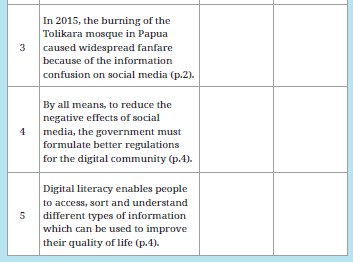 In 2015, the burning of the
Tolikara mosque in Papua
3 caused widespread fanfare
because of the information
confusion on social media (p.2).
By all means, to reduce the
negative effects of social
4 media, the government must
formulate better regulations
for the digital community (p.4).
Digital literacy enables people
to access, sort and understand
5 different types of information
which can be used to improve
their quality of life (p.4).